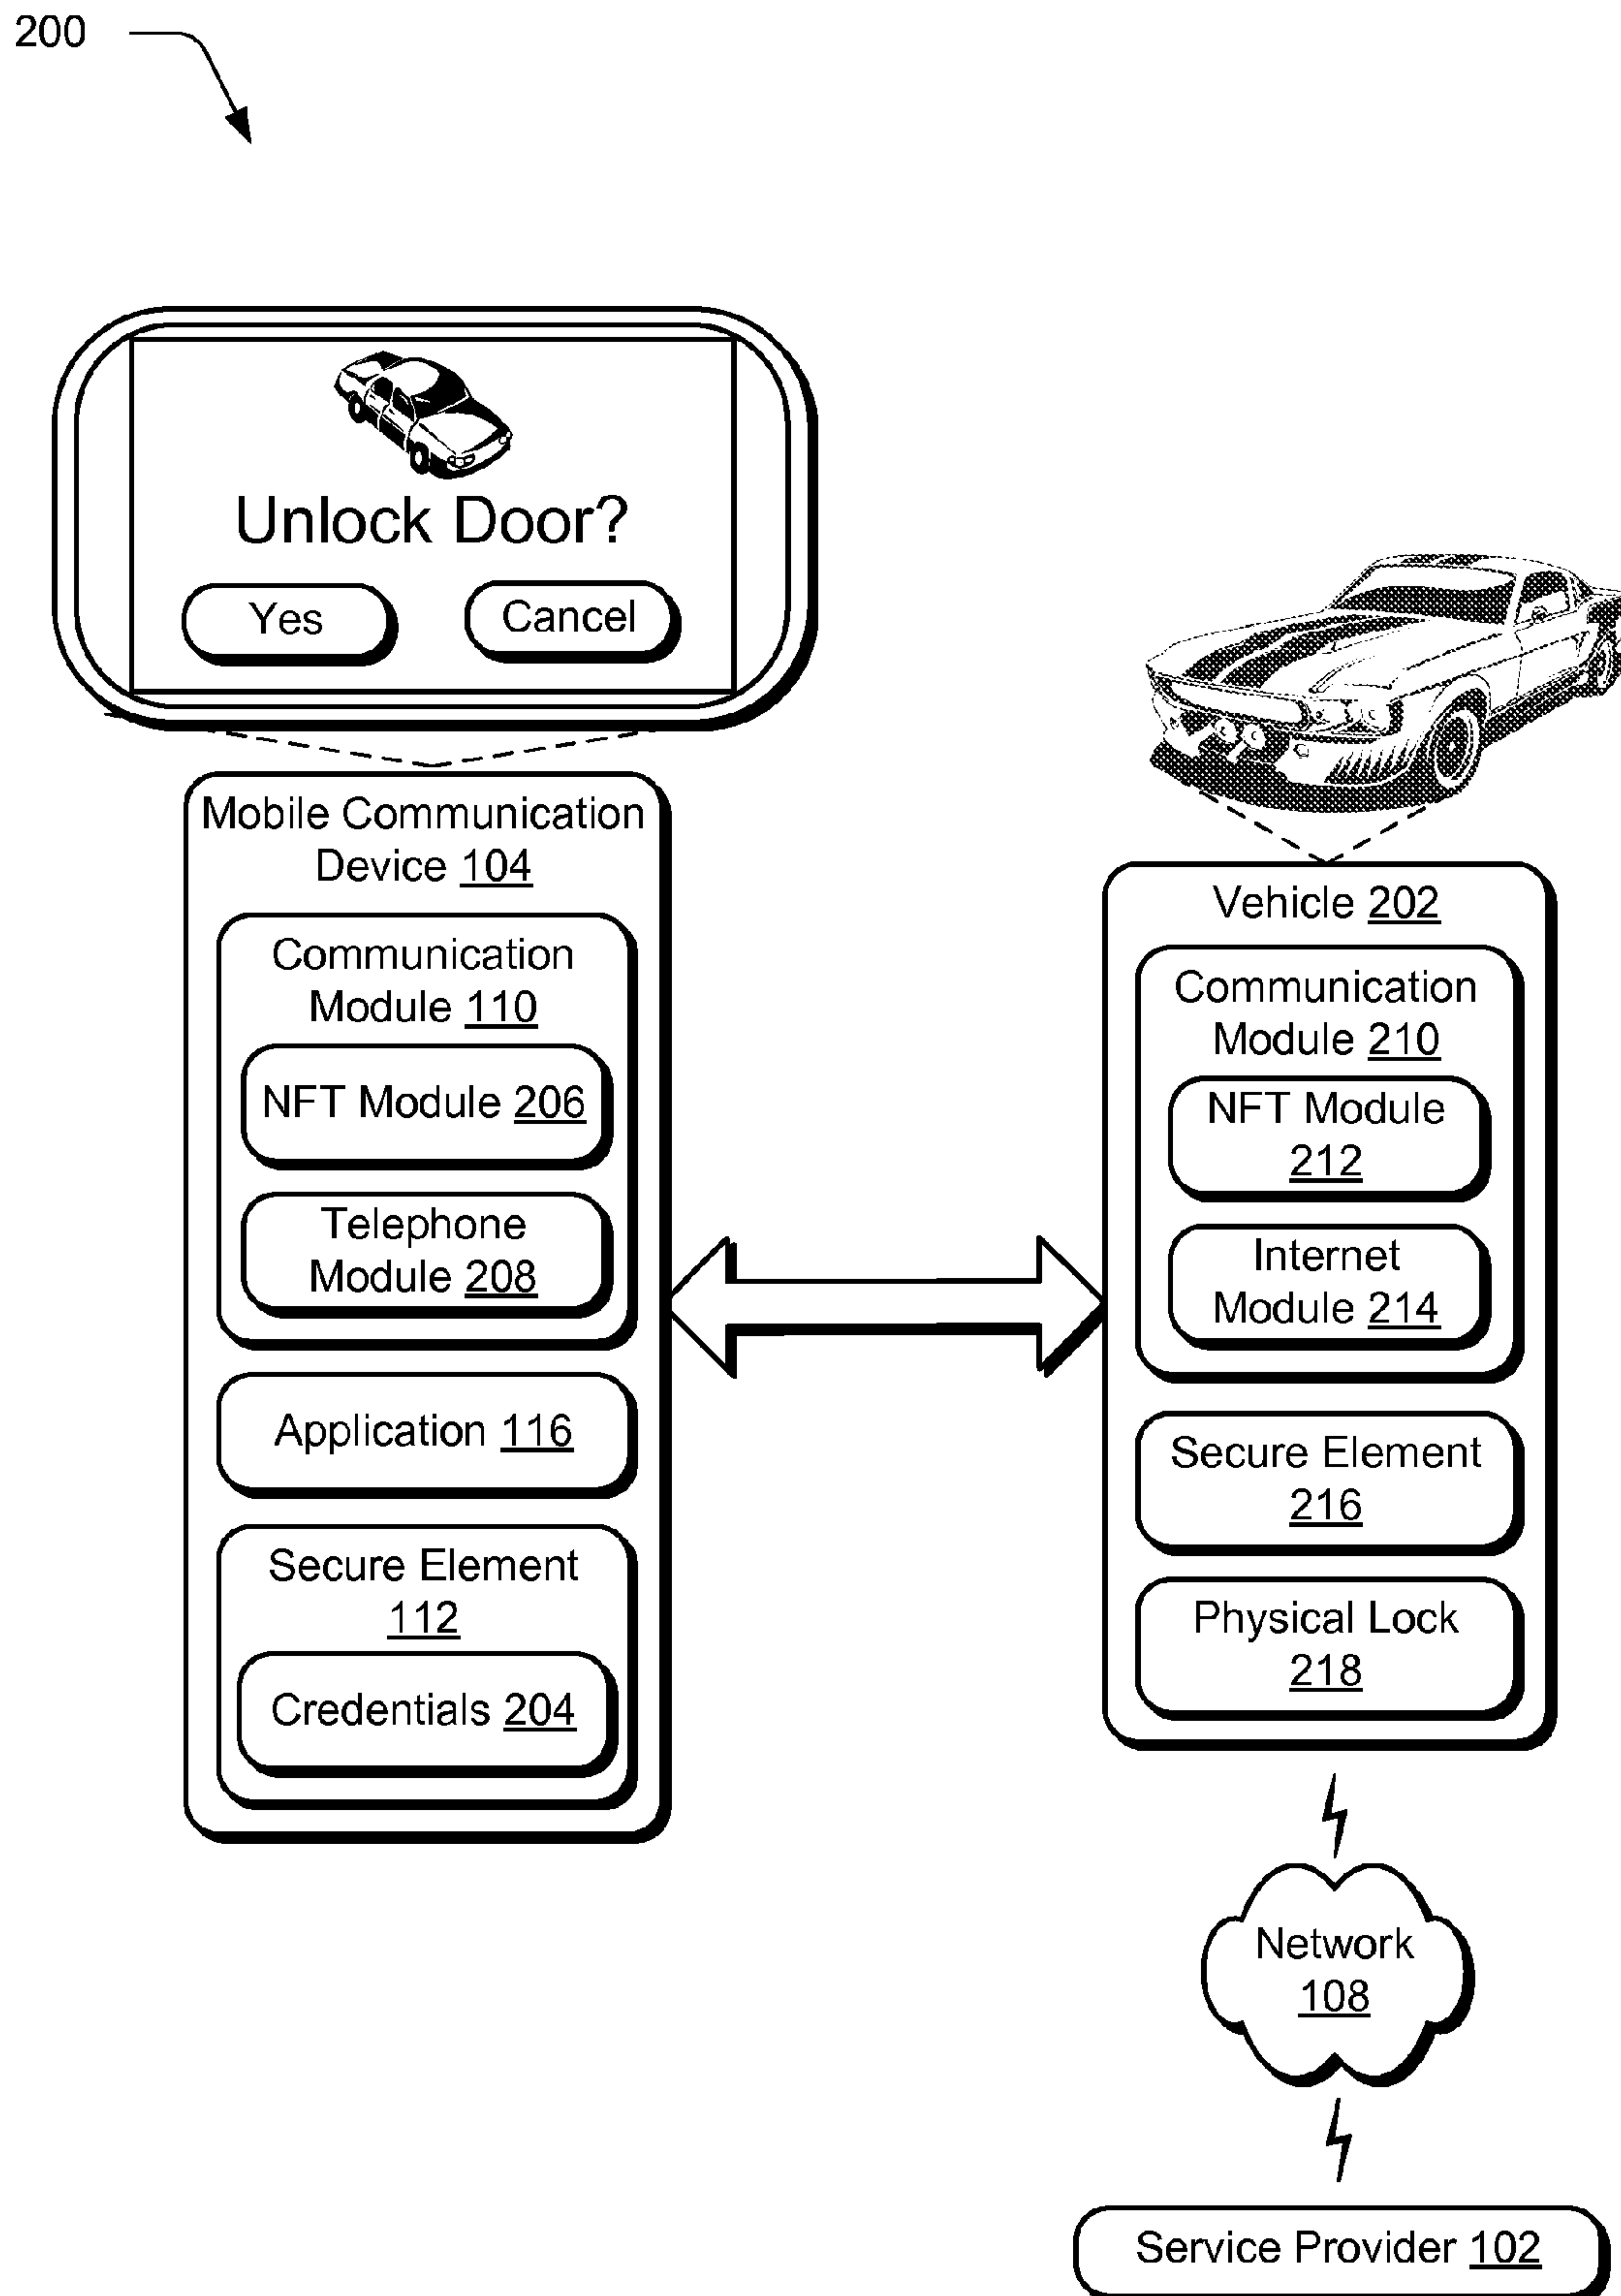 200
Unlock Door?
Yes
Cancel
Mobile Communication
Device 104
Communication
Module 110
NFT Module 206
Telephone
Module 208
Application 116
Secure Element
112
Credentials 204
Vehicle 202
Communication
Module 210
NFT Module
212
Internet
Module 214
Secure Element
216
Physical Lock
218
Network
108
Service Provider 102